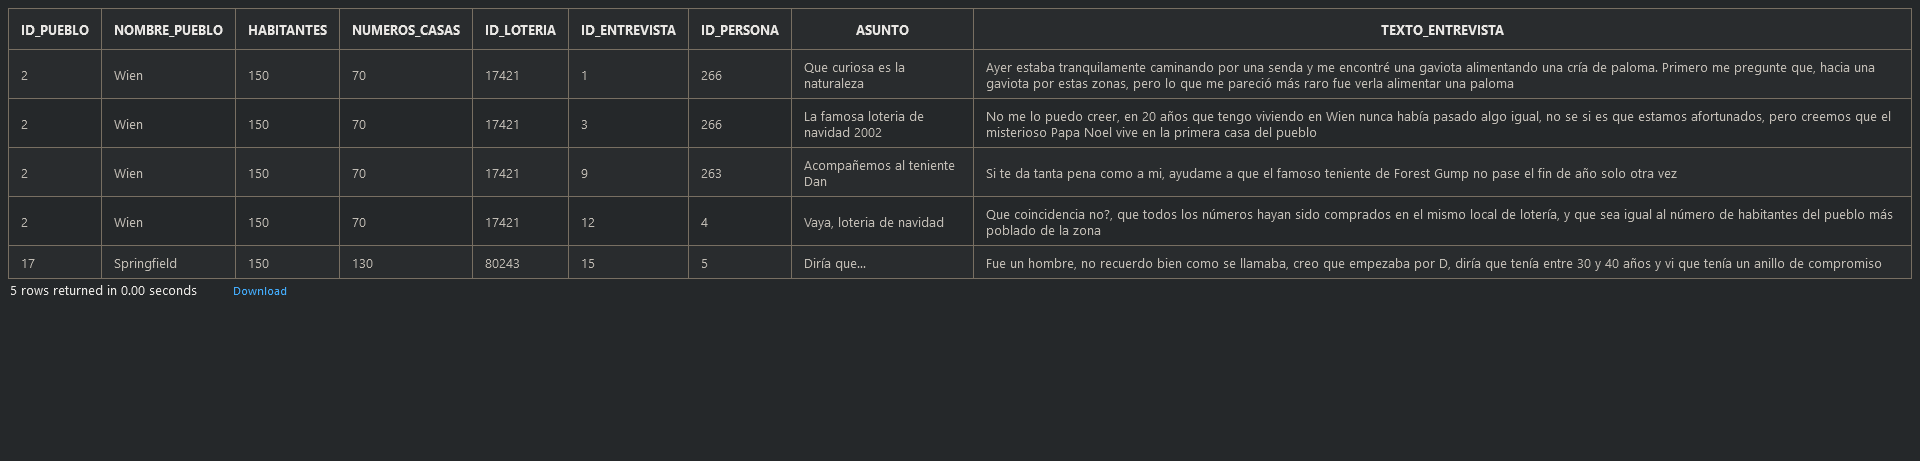 ID_PUEBLO NOMBRE_PUEBLO HABITANTES NUMEROS_CASAS ID_LOTERIA ID_ENTREVISTA ID_PERSONA ASUNTO TEXTO_ENTREVISTA
2 Wien 150 70 17421 1 266 Que curiosa es la naturaleza Ayer estaba tranquilamente caminando por una senda y me encontré una gaviota alimentando una cría de paloma. Primero me pregunte que, hacia una gaviota por estas zonas, pero lo que me pareció más raro fue verla alimentar una paloma
2 Wien 150 70 17421 3 266 La famosa loteria de navidad 2002 No me lo puedo creer, en 20 años que tengo viviendo en Wien nunca había pasado algo igual, no se si es que estamos afortunados, pero creemos que el misterioso Papa Noel vive en la primera casa del pueblo
2 Wien 150 70 17421 9 263 Acompañemos al teniente Dan Si te da tanta pena como a mi, ayudame a que el famoso teniente de Forest Gump no pase el fin de año solo otra vez
2 Wien 150 70 17421 12 4 Vaya, loteria de navidad Que coincidencia no?, que todos los números hayan sido comprados en el mismo local de lotería, y que sea igual al número de habitantes del pueblo más poblado de la zona
17 Springfield 150 130 80243 15 5 Diría que... Fue un hombre, no recuerdo bien como se llamaba, creo que empezaba por D, diría que tenía entre 30 y 40 años y vi que tenía un anillo de compromiso
5 rows returned in 0.00 seconds Download